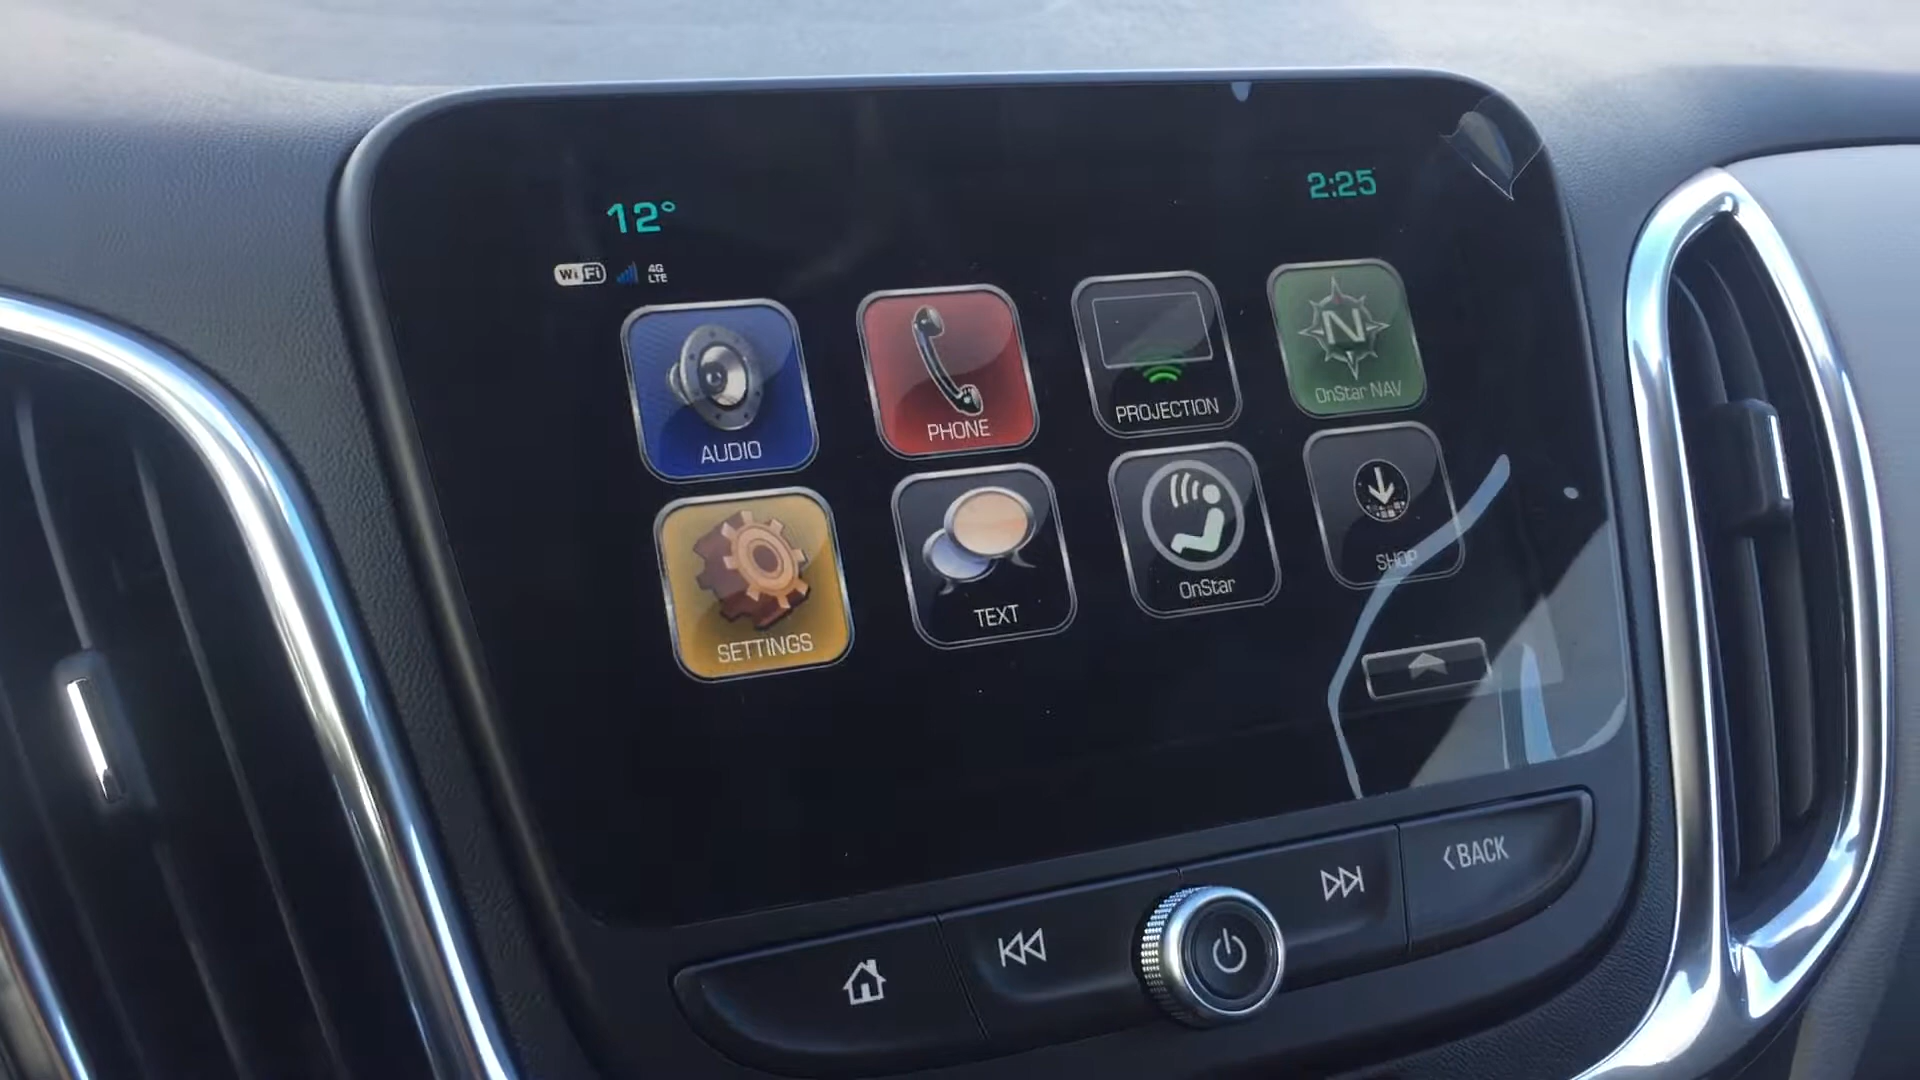 12°
2:25
WiFi 4G LTE
AUDIO
PHONE
PROJECTION
N
OnStar NAV
SETTINGS
TEXT
OnStar
SHOP
<BACK